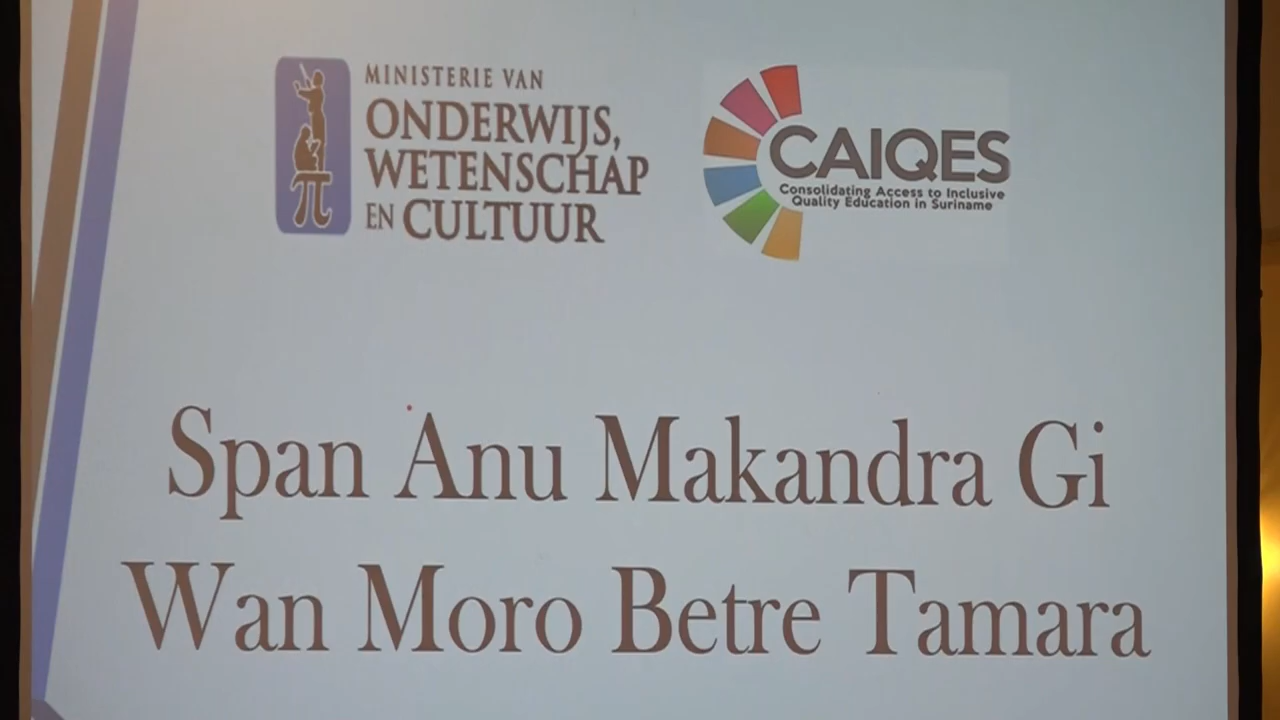 MINISTERIE VAN
ONDERWIJS,
WETENSCHAP
EN CULTUUR
CAIQES
Consolidating Access to Inclusive
Quality Education in Suriname
Span Anu Makandra Gi
Wan Moro Betre Tamara